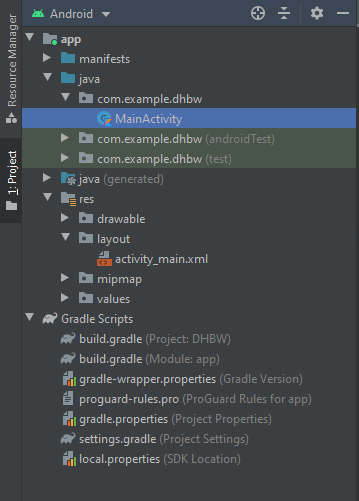 Android
Resource Manager
1: Project
app
manifests
java
com.example.dhbw
MainActivity
com.example.dhbw (androidTest)
com.example.dhbw (test)
java (generated)
res
drawable
layout
activity_main.xml
mipmap
values
Gradle Scripts
build.gradle (Project: DHBW)
build.gradle (Module: app)
gradle-wrapper.properties (Gradle Version)
proguard-rules.pro (ProGuard Rules for app)
gradle.properties (Project Properties)
settings.gradle (Project Settings)
local.properties (SDK Location)